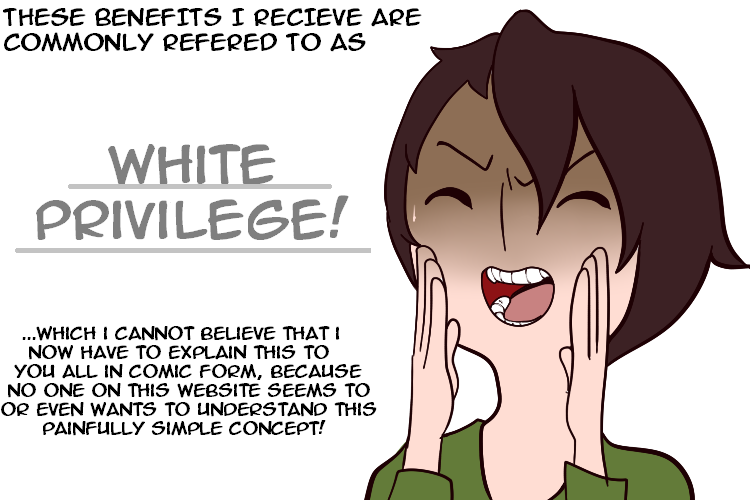 THESE BENEFITS I RECIEVE ARE
COMMONLY REFERED TO AS
WHITE
PRIVILEGE!
...WHICH I CANNOT BELIEVE THAT I
NOW HAVE TO EXPLAIN THIS TO
YOU ALL IN COMIC FORM, BECAUSE
NO ONE ON THIS WEBSITE SEEMS TO
OR EVEN WANTS TO UNDERSTAND THIS
PAINFULLY SIMPLE CONCEPT!